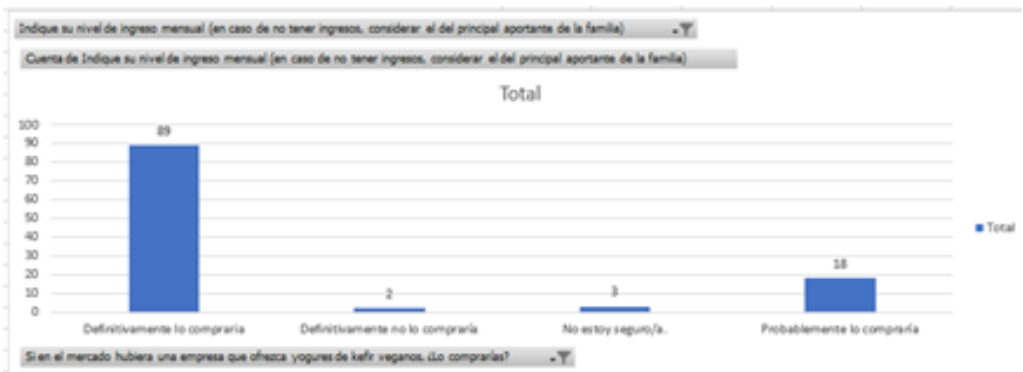 Indique su nivel de ingreso mensual (en caso de no tener ingresos, considerar el del principal aportante de la familia)
Cuenta de Indique su nivel de ingreso mensual (en caso de no tener ingresos, considerar el del principal aportante de la familia)
Total
100
90
80
70
60
50
40
30
20
10
0
89
2
3
18
Definitivamente lo compraria
Definitivamente no lo compraría
No estoy seguro/a.
Probablemente lo compraría
Total
Si en el mercado hubiera una empresa que ofrezca yogures de kefir veganos. ¿Lo comprarías?